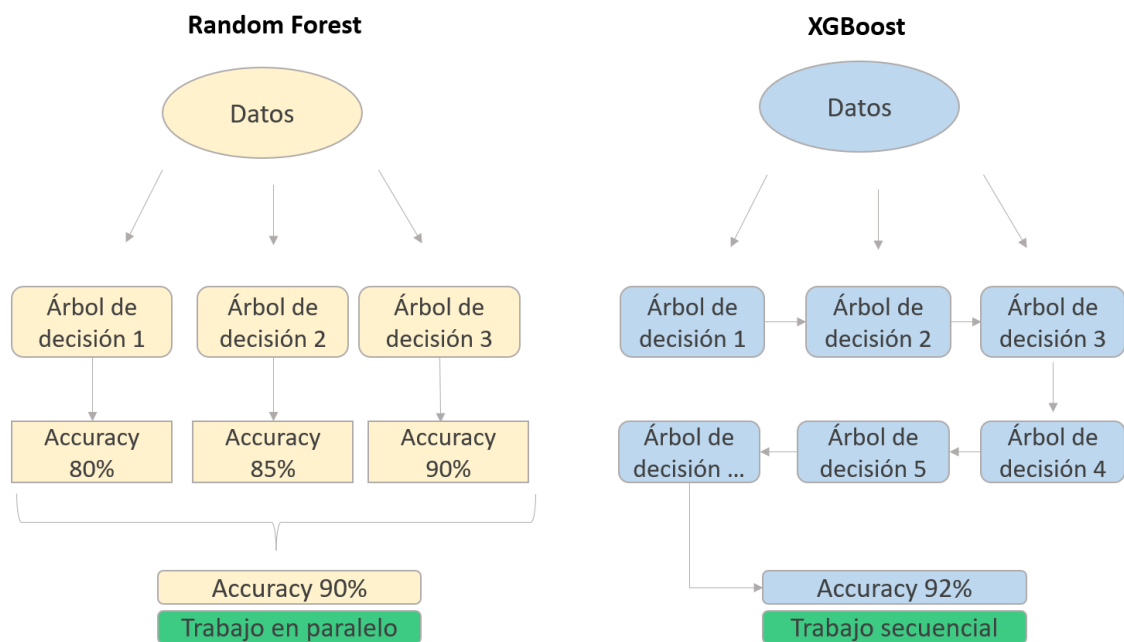 Random Forest
Datos
Árbol de
decisión 1
Árbol de
decisión 2
Árbol de
decisión 3
Accuracy
80%
Accuracy
85%
Accuracy
90%
Accuracy 90%
Trabajo en paralelo
XGBoost
Datos
Árbol de
decisión 1
Árbol de
decisión 2
Árbol de
decisión 3
Árbol de
decisión ...
Árbol de
decisión 5
Árbol de
decisión 4
Accuracy 92%
Trabajo secuencial